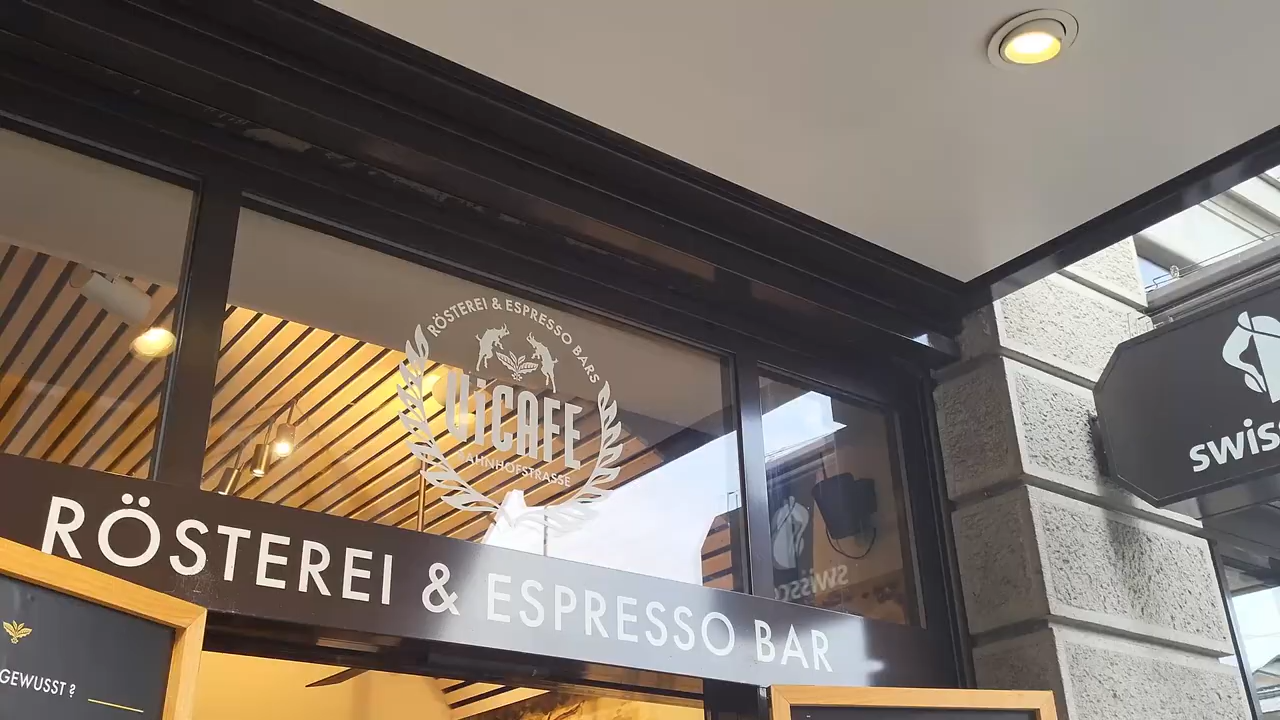 RÖSTEREI & ESPRESSO BARS
ViCAFE
BAHNHOFSTRASSE
RÖSTEREI & ESPRESSO BAR
GEWUSST?
swiss